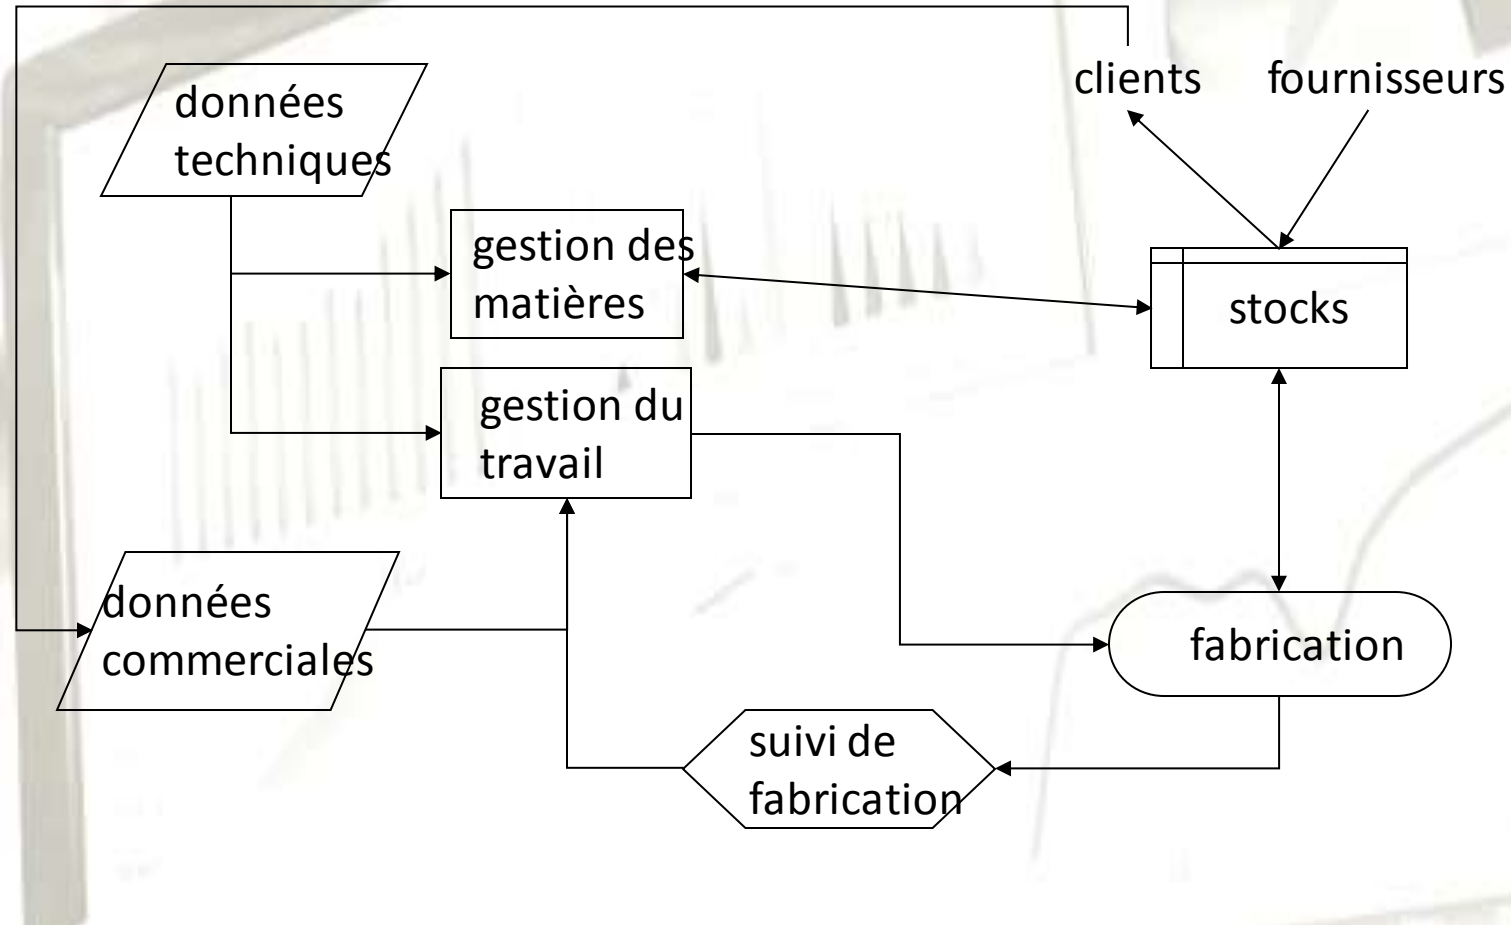 clients
fournisseurs
données
techniques
gestion des
matières
stocks
gestion du
travail
données
commerciales
fabrication
suivi de
fabrication